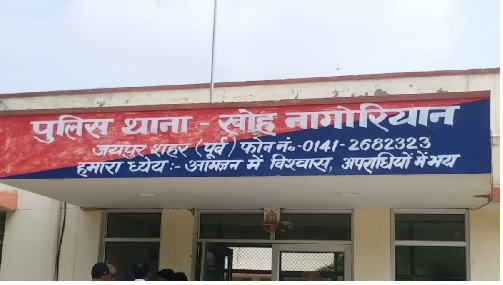 पुलिस थाना - खोह नागोरियान
जयपुर शहर (पूर्व) फोन नं.-0141-2682323
हमारा ध्येय :- आमजन में विश्वास, अपराधियों में भय